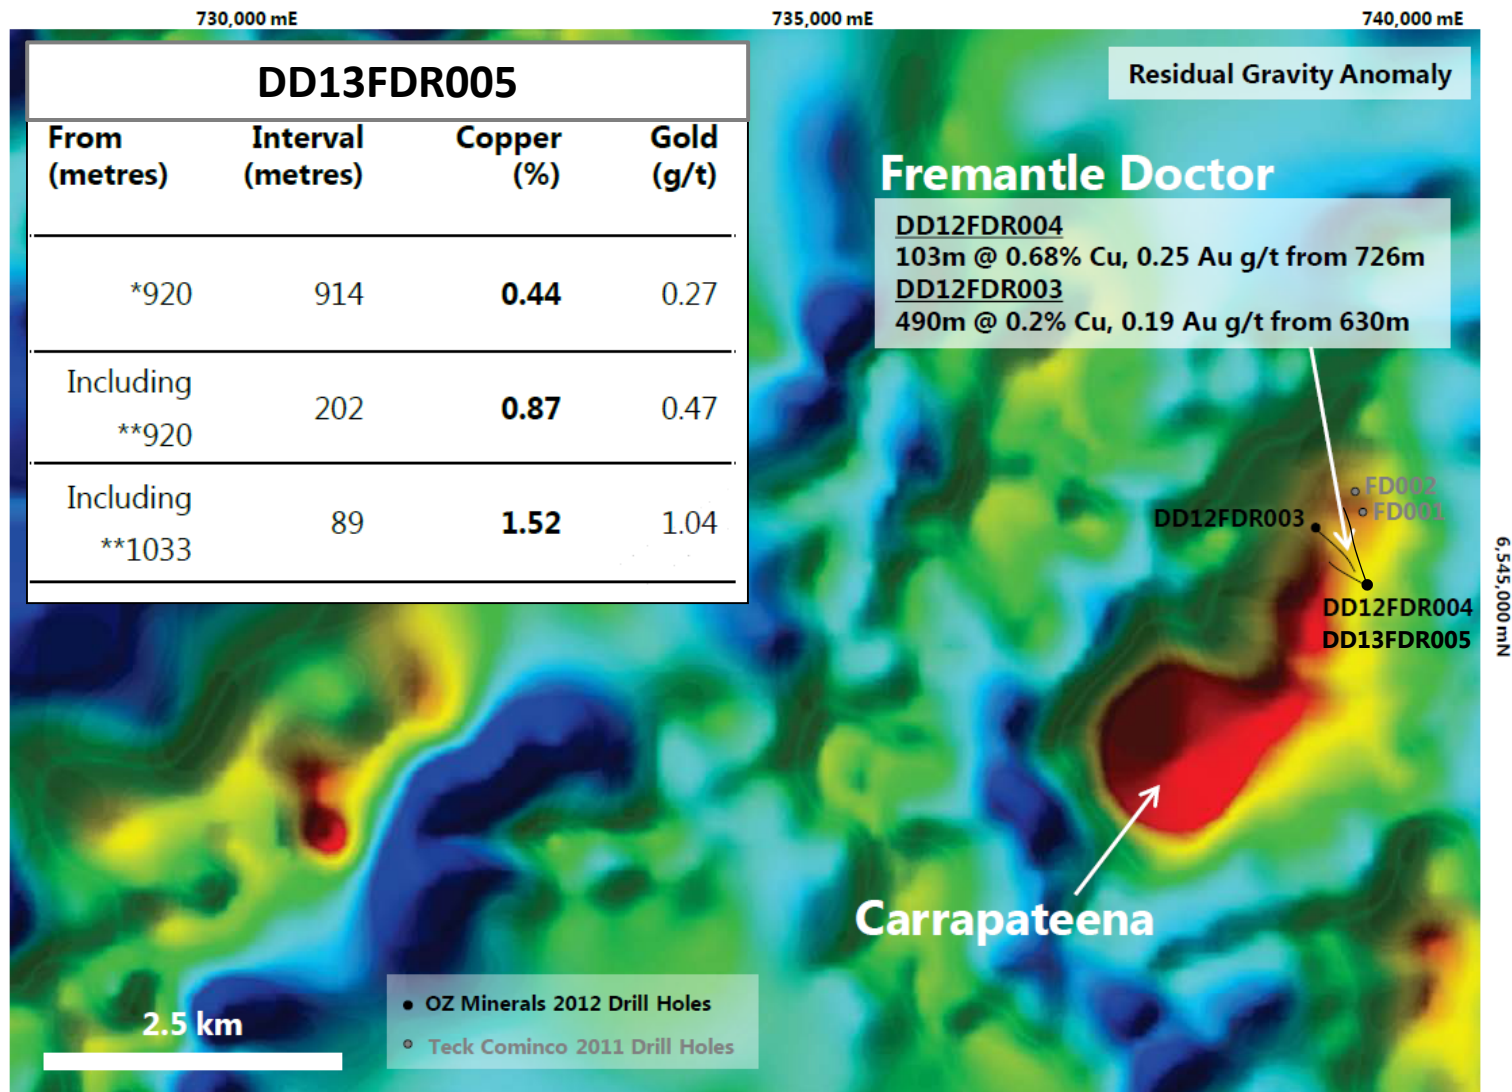 730,000 mE
735,000 mE
740,000 mE
DD13FDR005
From (metres) Interval (metres) Copper (%) Gold (g/t)
*920 914 0.44 0.27
Including **920 202 0.87 0.47
Including **1033 89 1.52 1.04
Residual Gravity Anomaly
Fremantle Doctor
DD12FDR004
103m @ 0.68% Cu, 0.25 Au g/t from 726m
DD12FDR003
490m @ 0.2% Cu, 0.19 Au g/t from 630m
FD002
FD001
DD12FDR003
DD12FDR004
DD13FDR005
6,545,000 mN
Carrapateena
2.5 km
OZ Minerals 2012 Drill Holes
Teck Cominco 2011 Drill Holes